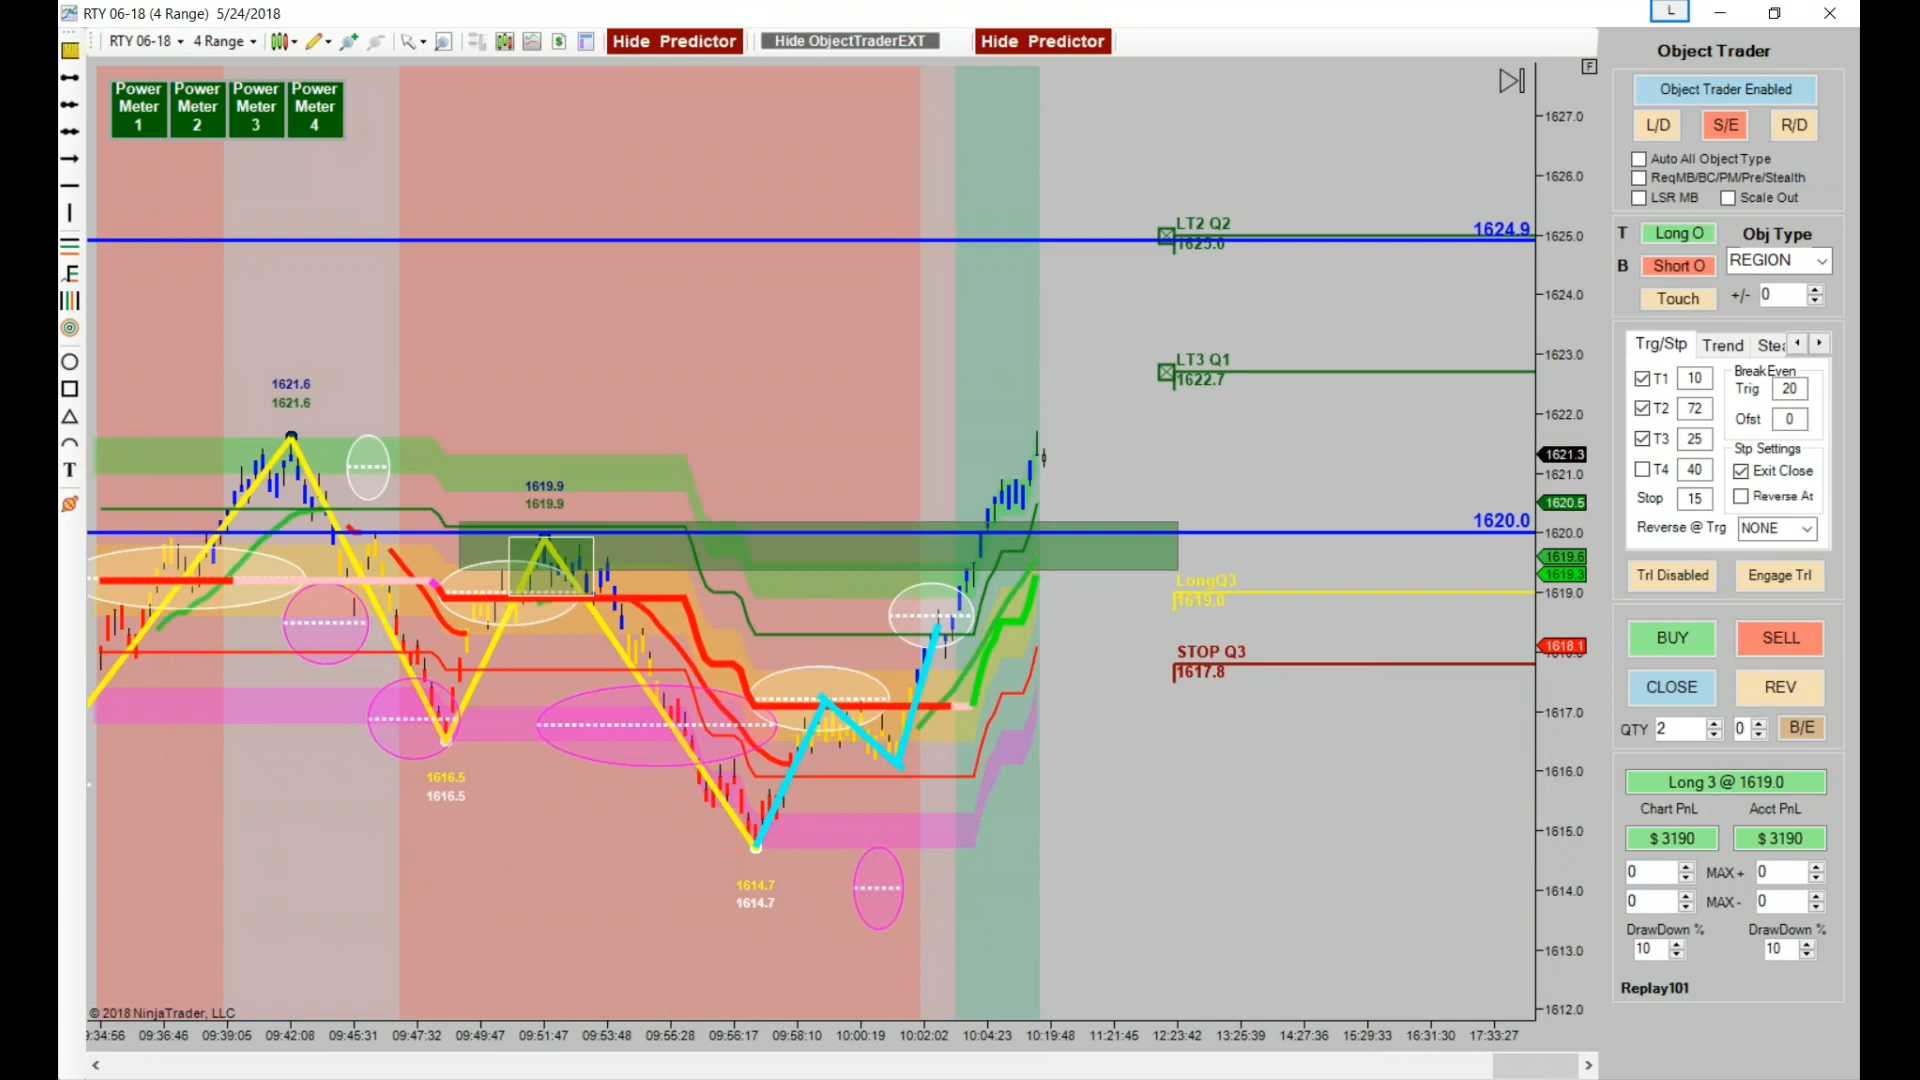 RTY 06-18 (4 Range)  5/24/2018
L
RTY 06-18
4 Range
Hide Predictor
Hide ObjectTraderEXT
Hide Predictor
F
Power Meter 1
Power Meter 2
Power Meter 3
Power Meter 4
E
T
1621.6
1621.6
1619.9
1619.9
1616.5
1616.5
1614.7
1614.7
LT2 Q2
1624.9
LT3 Q1
1622.7
1620.0
LongQ3
1619.0
STOP Q3
1617.8
1627.0
1626.0
1625.0
1624.0
1623.0
1622.0
1621.3
1621.0
1620.5
1620.0
1619.6
1619.3
1619.0
1618.1
1617.0
1616.0
1615.0
1614.0
1613.0
1612.0
© 2018 NinjaTrader, LLC
9:34:56 09:36:46 09:39:05 09:42:08 09:45:31 09:47:32 09:49:47 09:51:47 09:53:48 09:55:28 09:56:17 09:58:10 10:00:19 10:02:02 10:04:23 10:19:48 11:21:45 12:23:42 13:25:39 14:27:36 15:29:33 16:31:30 17:33:27
Object Trader
Object Trader Enabled
L/D S/E R/D
Auto All Object Type
ReqMB/BC/PM/Pre/Stealth
LSR MB Scale Out
T Long O Obj Type
B Short O REGION
Touch +/- 0
Trg/Stp Trend Stea
T1 10
T2 72
T3 25
T4 40
Stop 15
BreakEven
Trig 20
Ofst 0
Stp Settings
Exit Close
Reverse At
Reverse @ Trg NONE
Trl Disabled Engage Trl
BUY SELL
CLOSE REV
QTY 2 0 B/E
Long 3 @ 1619.0
Chart PnL Acct PnL
$ 3190 $ 3190
0 MAX + 0
0 MAX - 0
DrawDown % DrawDown %
10 10
Replay101